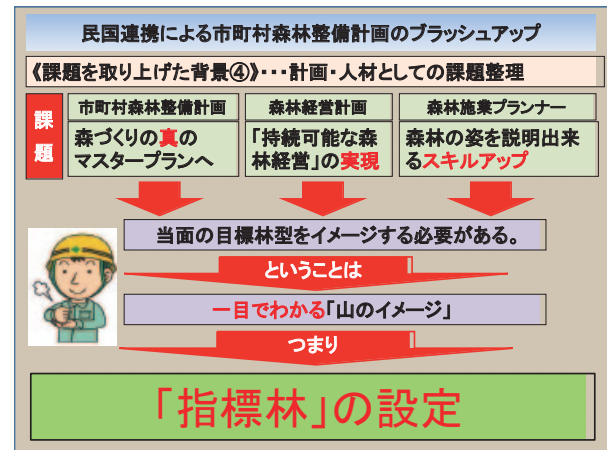 民国連携による市町村森林整備計画のブラッシュアップ
《課題を取り上げた背景④》･･･計画・人材としての課題整理
課
題
市町村森林整備計画
森づくりの真の
マスタープランへ
森林経営計画
「持続可能な森
林経営」の実現
森林施業プランナー
森林の姿を説明出来
るスキルアップ
当面の目標林型をイメージする必要がある。
ということは
一目でわかる「山のイメージ」
つまり
「指標林」の設定